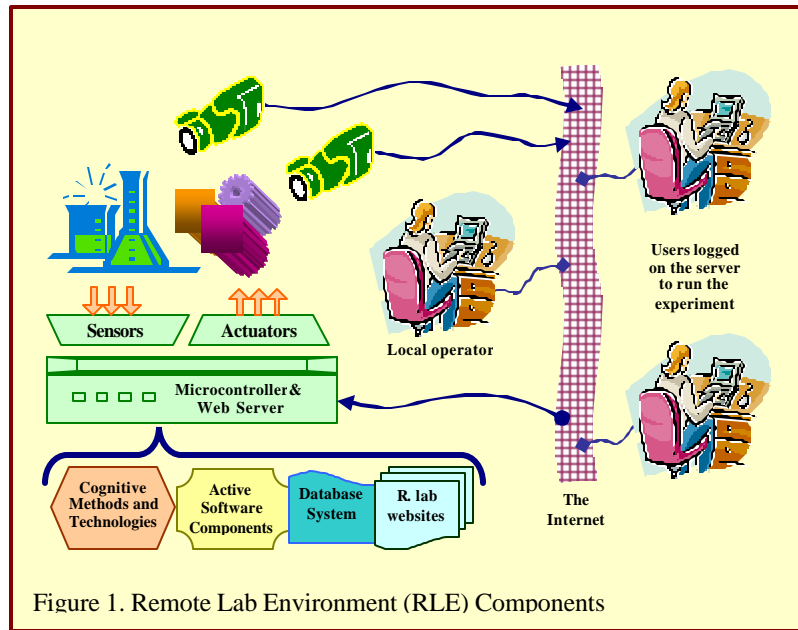 Users logged
on the server
to run the
experiment
Sensors
Actuators
Local operator
Microcontroller&
Web Server
Cognitive
Methods and
Technologies
Active
Software
Components
Database
System
R. lab
websites
The
Internet
Figure 1. Remote Lab Environment (RLE) Components